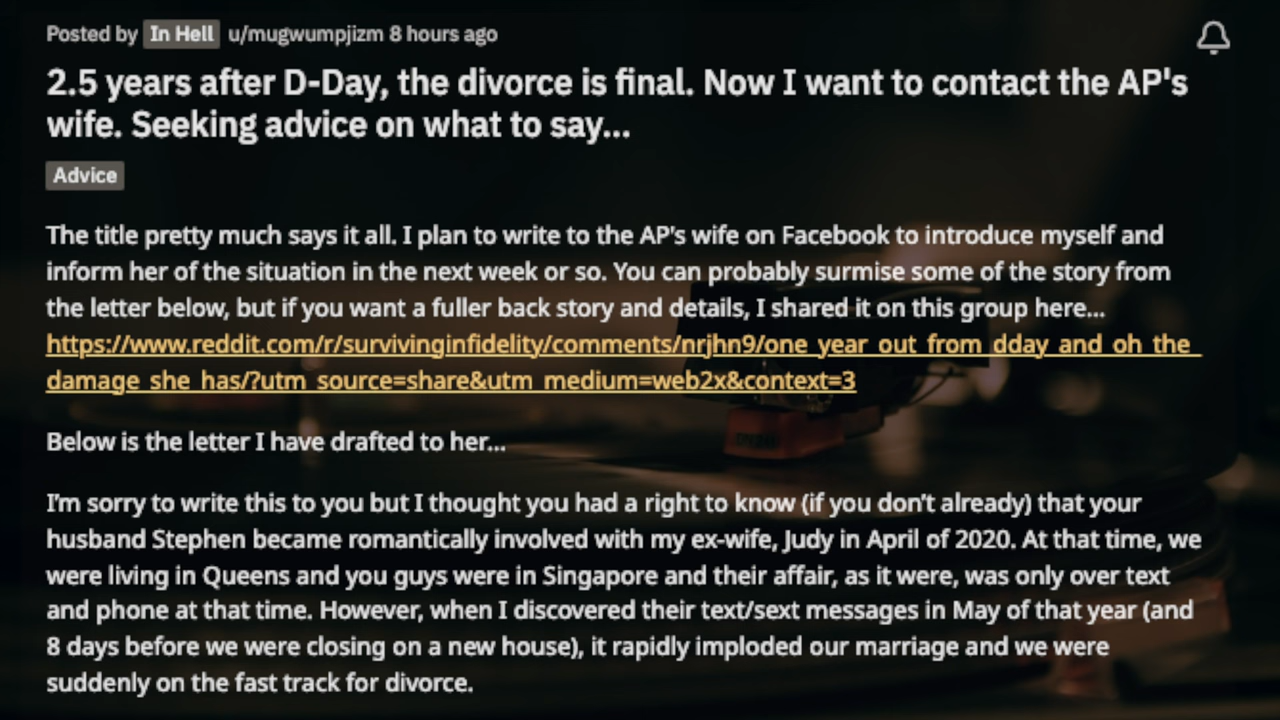 Posted by In Hell u/mugwumpjizm 8 hours ago
2.5 years after D-Day, the divorce is final. Now I want to contact the AP's
wife. Seeking advice on what to say...
Advice
The title pretty much says it all. I plan to write to the AP's wife on Facebook to introduce myself and
inform her of the situation in the next week or so. You can probably surmise some of the story from
the letter below, but if you want a fuller back story and details, I shared it on this group here...
https://www.reddit.com/r/survivinginfidelity/comments/nrjhn9/one_year_out_from_dday_and_oh_the_
damage_she_has/?utm_source=share&utm_medium=web2x&context=3
Below is the letter I have drafted to her...
I'm sorry to write this to you but I thought you had a right to know (if you don't already) that your
husband Stephen became romantically involved with my ex-wife, Judy in April of 2020. At that time, we
were living in Queens and you guys were in Singapore and their affair, as it were, was only over text
and phone at that time. However, when I discovered their text/sext messages in May of that year (and
8 days before we were closing on a new house), it rapidly imploded our marriage and we were
suddenly on the fast track for divorce.